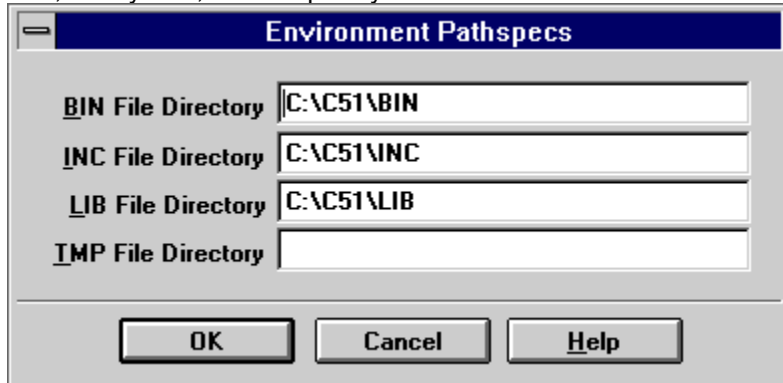 Environment Pathspecs
BIN File Directory C:\C51\BIN
INC File Directory C:\C51\INC
LIB File Directory C:\C51\LIB
TMP File Directory
OK Cancel Help